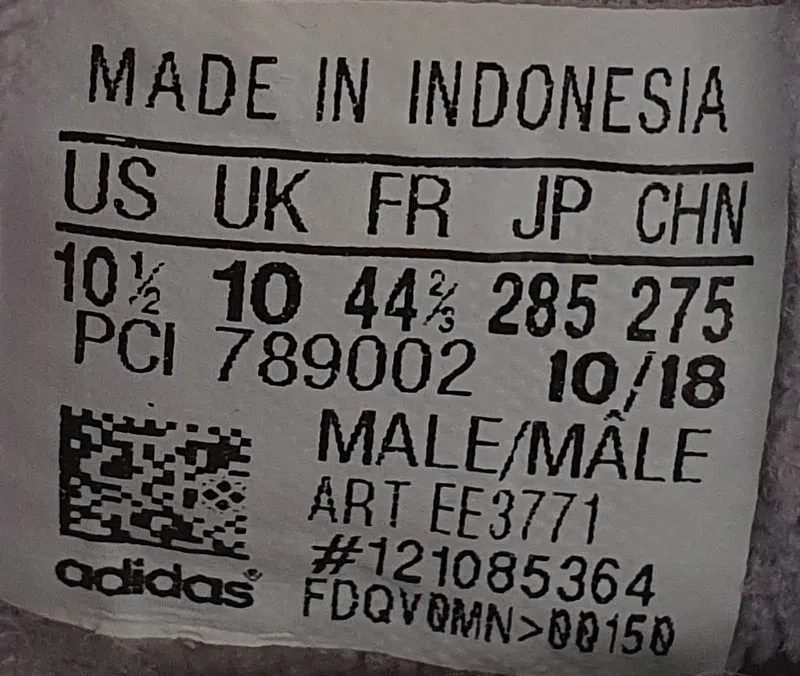 MADE IN INDONESIA
US UK FR JP CHN
10½ 10 44⅔ 285 275
PCI 789002 10/18
MALE/MÂLE
ART EE3771
#121085364
adidas®
FDQV0MN>00150